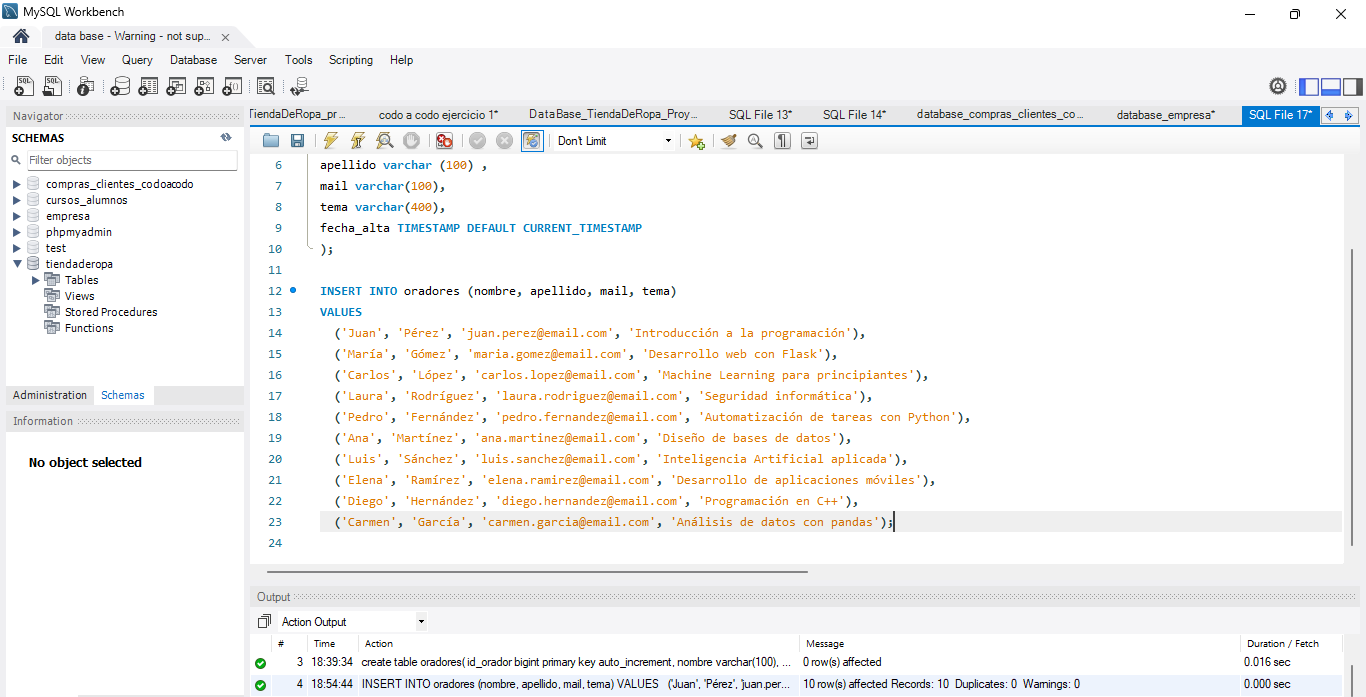 MySQL Workbench
data base - Warning - not sup...
File Edit View Query Database Server Tools Scripting Help
Navigator
SCHEMAS
Filter objects
compras_clientes_codoacodo
cursos_alumnos
empresa
phpmyadmin
test
tiendaderopa
Tables
Views
Stored Procedures
Functions
Administration Schemas
Information
No object selected
TiendaDeRopa_pr... codo a codo ejercicio 1* DataBase_TiendaDeRopa_Proy... SQL File 13* SQL File 14* database_compras_clientes_co... database_empresa* SQL File 17*
Don't Limit
6 apellido varchar (100) ,
7 mail varchar(100),
8 tema varchar(400),
9 fecha_alta TIMESTAMP DEFAULT CURRENT_TIMESTAMP
10 );
11
12 INSERT INTO oradores (nombre, apellido, mail, tema)
13 VALUES
14 ('Juan', 'Pérez', 'juan.perez@email.com', 'Introducción a la programación'),
15 ('María', 'Gómez', 'maria.gomez@email.com', 'Desarrollo web con Flask'),
16 ('Carlos', 'López', 'carlos.lopez@email.com', 'Machine Learning para principiantes'),
17 ('Laura', 'Rodríguez', 'laura.rodriguez@email.com', 'Seguridad informática'),
18 ('Pedro', 'Fernández', 'pedro.fernandez@email.com', 'Automatización de tareas con Python'),
19 ('Ana', 'Martínez', 'ana.martinez@email.com', 'Diseño de bases de datos'),
20 ('Luis', 'Sánchez', 'luis.sanchez@email.com', 'Inteligencia Artificial aplicada'),
21 ('Elena', 'Ramírez', 'elena.ramirez@email.com', 'Desarrollo de aplicaciones móviles'),
22 ('Diego', 'Hernández', 'diego.hernandez@email.com', 'Programación en C++'),
23 ('Carmen', 'García', 'carmen.garcia@email.com', 'Análisis de datos con pandas');
24
Output
Action Output
# Time Action Message Duration / Fetch
3 18:39:34 create table oradores( id_orador bigint primary key auto_increment, nombre varchar(100), ... 0 row(s) affected 0.016 sec
4 18:54:44 INSERT INTO oradores (nombre, apellido, mail, tema) VALUES ('Juan', 'Pérez', 'juan.per... 10 row(s) affected Records: 10 Duplicates: 0 Warnings: 0 0.000 sec